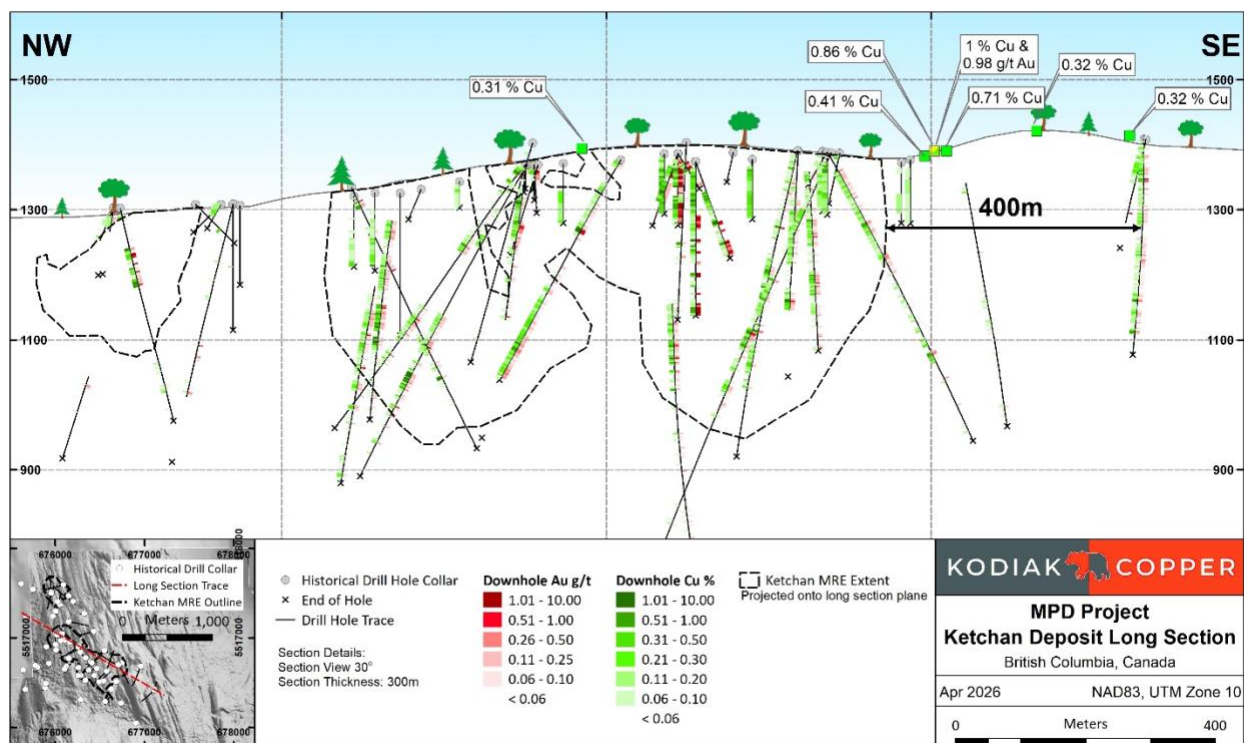 NW
SE
1500
1500
0.86 % Cu
1 % Cu &
0.98 g/t Au
0.32 % Cu
0.31 % Cu
0.41 % Cu
0.71 % Cu
0.32 % Cu
1300
1300
400m
1100
1100
900
900
676000
677000
678000
Historical Drill Collar
Long Section Trace
Ketchan MRE Outline
0 Meters 1,000
5517000
5517000
676000
677000
678000
Historical Drill Hole Collar
End of Hole
Drill Hole Trace
Section Details:
Section View 30°
Section Thickness: 300m
Downhole Au g/t
1.01 - 10.00
0.51 - 1.00
0.26 - 0.50
0.11 - 0.25
0.06 - 0.10
< 0.06
Downhole Cu %
1.01 - 10.00
0.51 - 1.00
0.31 - 0.50
0.21 - 0.30
0.11 - 0.20
0.06 - 0.10
< 0.06
Ketchan MRE Extent
Projected onto long section plane
KODIAK COPPER
MPD Project
Ketchan Deposit Long Section
British Columbia, Canada
Apr 2026
NAD83, UTM Zone 10
0 Meters 400